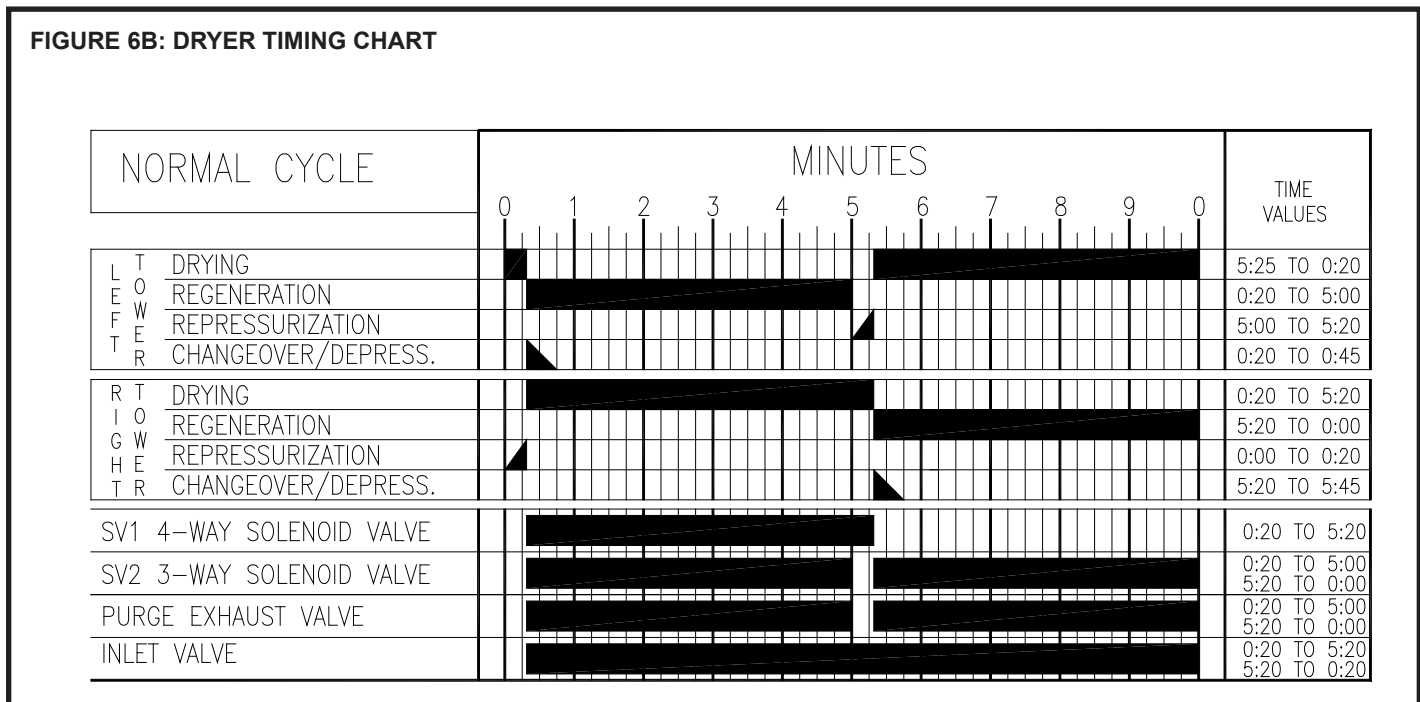 FIGURE 6B: DRYER TIMING CHART
NORMAL CYCLE
MINUTES
TIME
VALUES
0 1 2 3 4 5 6 7 8 9 0
LEFT TOWER
DRYING 5:25 TO 0:20
REGENERATION 0:20 TO 5:00
REPRESSURIZATION 5:00 TO 5:20
CHANGEOVER/DEPRESS. 0:20 TO 0:45
RIGHT TOWER
DRYING 0:20 TO 5:20
REGENERATION 5:20 TO 0:00
REPRESSURIZATION 0:00 TO 0:20
CHANGEOVER/DEPRESS. 5:20 TO 5:45
SV1 4-WAY SOLENOID VALVE 0:20 TO 5:20
SV2 3-WAY SOLENOID VALVE 0:20 TO 5:00
5:20 TO 0:00
PURGE EXHAUST VALVE 0:20 TO 5:00
5:20 TO 0:00
INLET VALVE 0:20 TO 5:20
5:20 TO 0:20